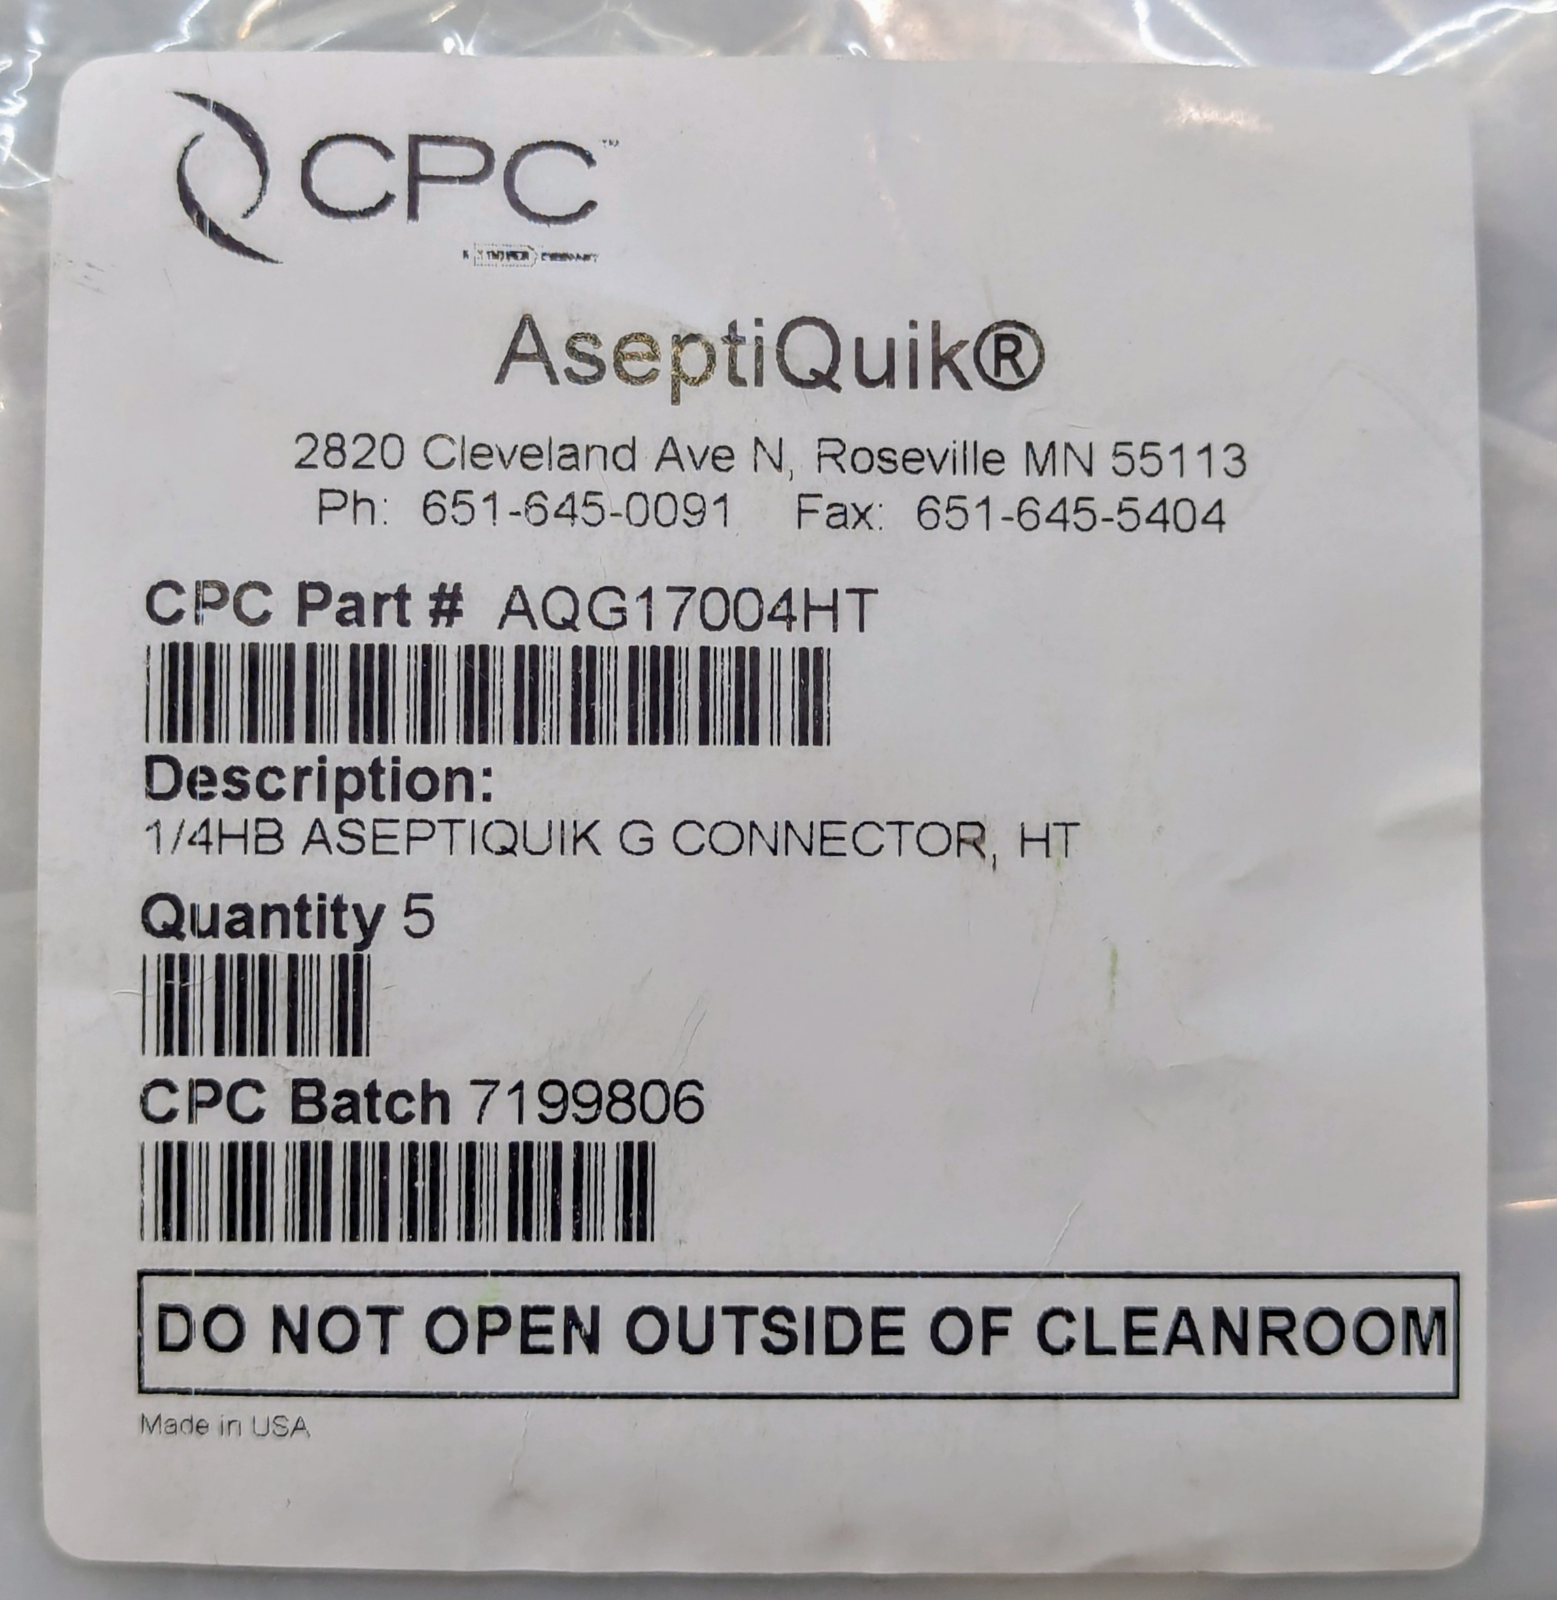 CPC™
AseptiQuik®
2820 Cleveland Ave N, Roseville MN 55113
Ph: 651-645-0091 Fax: 651-645-5404
CPC Part # AQG17004HT
Description:
1/4HB ASEPTIQUIK G CONNECTOR, HT
Quantity 5
CPC Batch 7199806
DO NOT OPEN OUTSIDE OF CLEANROOM
Made in USA